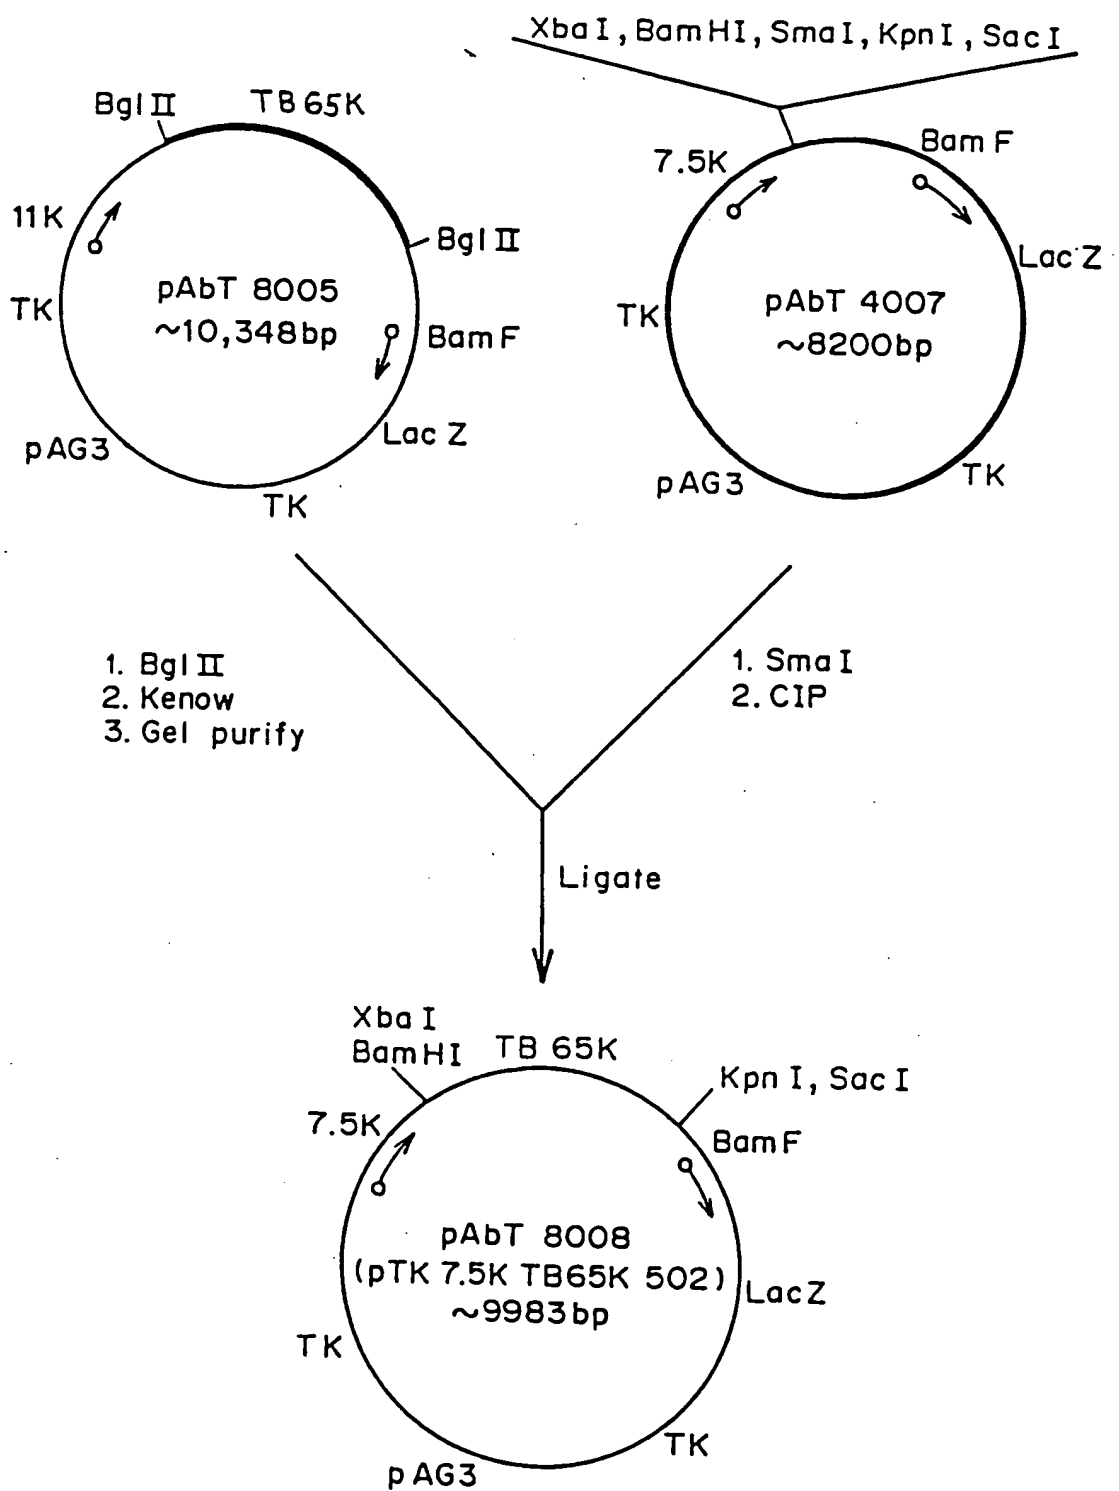 XbaI, BamHI, SmaI, KpnI, SacI
BglII
TB65K
11K
BglII
pAbT 8005
~10,348bp
TK
BamF
LacZ
pAG3
TK
7.5K
BamF
LacZ
pAbT 4007
~8200bp
TK
pAG3
TK
1. BglII
2. Kenow
3. Gel purify
1. SmaI
2. CIP
Ligate
XbaI
BamHI
TB 65K
KpnI, SacI
7.5K
BamF
pAbT 8008
(pTK 7.5K TB65K 502)
~9983bp
LacZ
TK
TK
pAG3